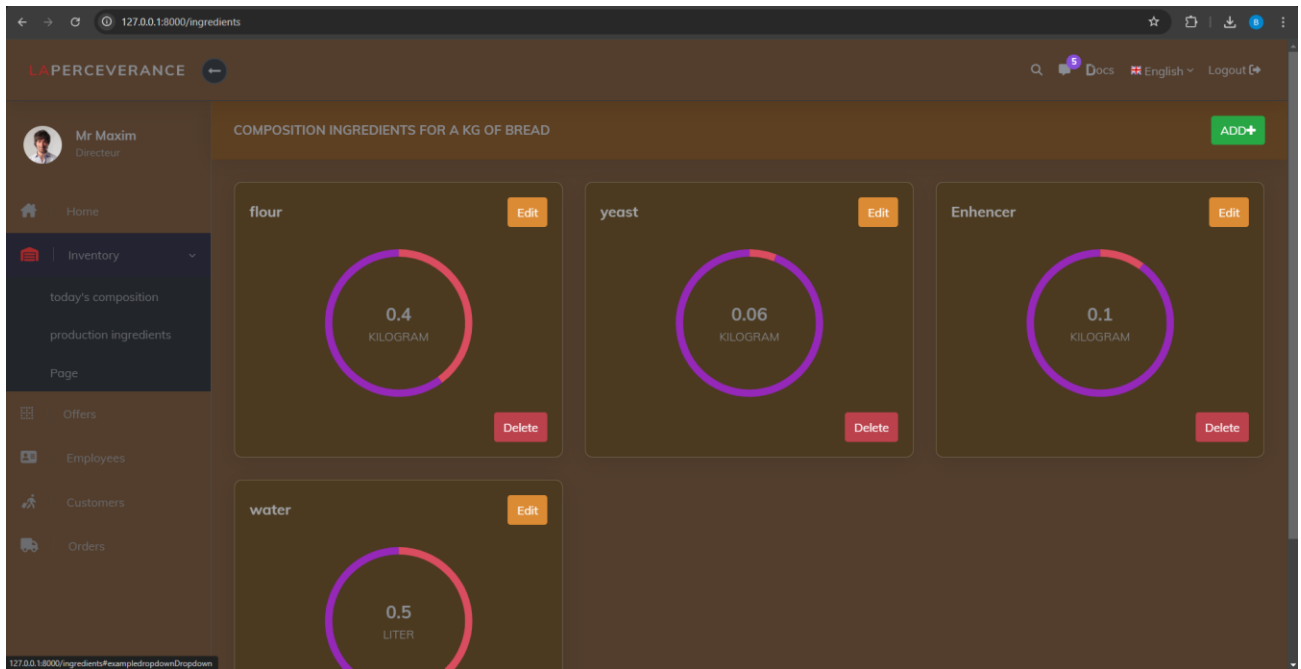 127.0.0.1:8000/ingredients
B
LAPERCEVERANCE
5
Docs
English
Logout
Mr Maxim
Directeur
COMPOSITION INGREDIENTS FOR A KG OF BREAD
ADD+
Home
Inventory
today's composition
production ingredients
Page
Offers
Employees
Customers
Orders
flour
Edit
0.4
KILOGRAM
Delete
yeast
Edit
0.06
KILOGRAM
Delete
Enhencer
Edit
0.1
KILOGRAM
Delete
water
Edit
0.5
LITER
127.0.0.1:8000/ingredients#exampledropdownDropdown